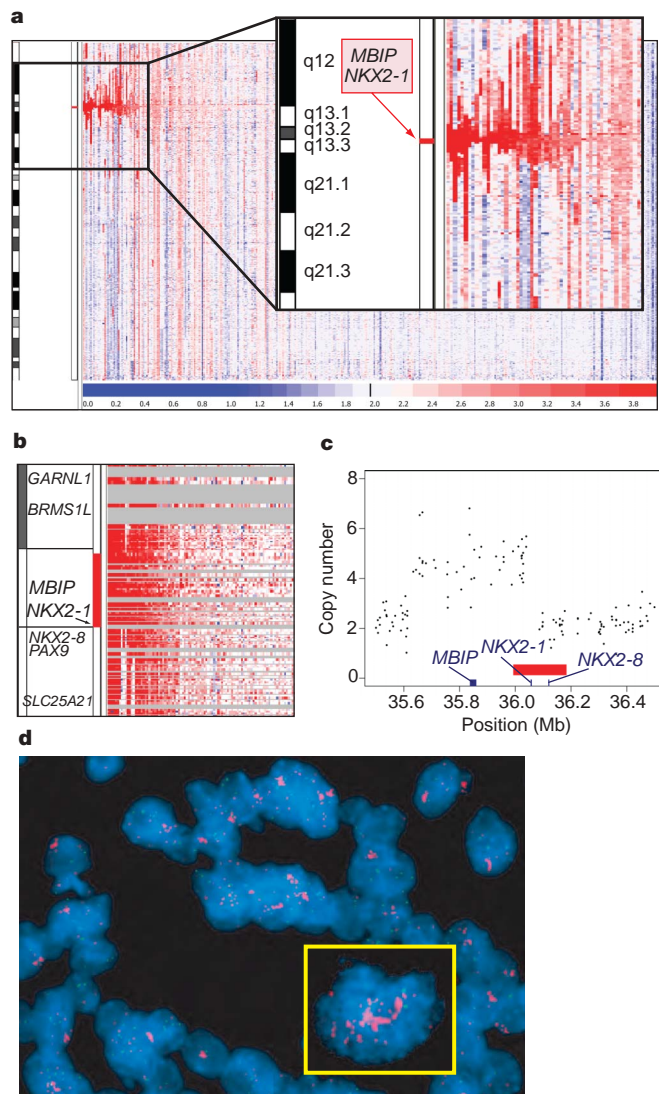 a
MBIP
NKX2-1
q12
q13.1
q13.2
q13.3
q21.1
q21.2
q21.3
0.0 0.2 0.4 0.6 0.8 1.0 1.2 1.4 1.6 1.8 2.0 2.2 2.4 2.6 2.8 3.0 3.2 3.4 3.6 3.8
b
GARNL1
BRMS1L
MBIP
NKX2-1
NKX2-8
PAX9
SLC25A21
c
Copy number
8
6
4
2
0
MBIP
NKX2-1
NKX2-8
35.6 35.8 36.0 36.2 36.4
Position (Mb)
d